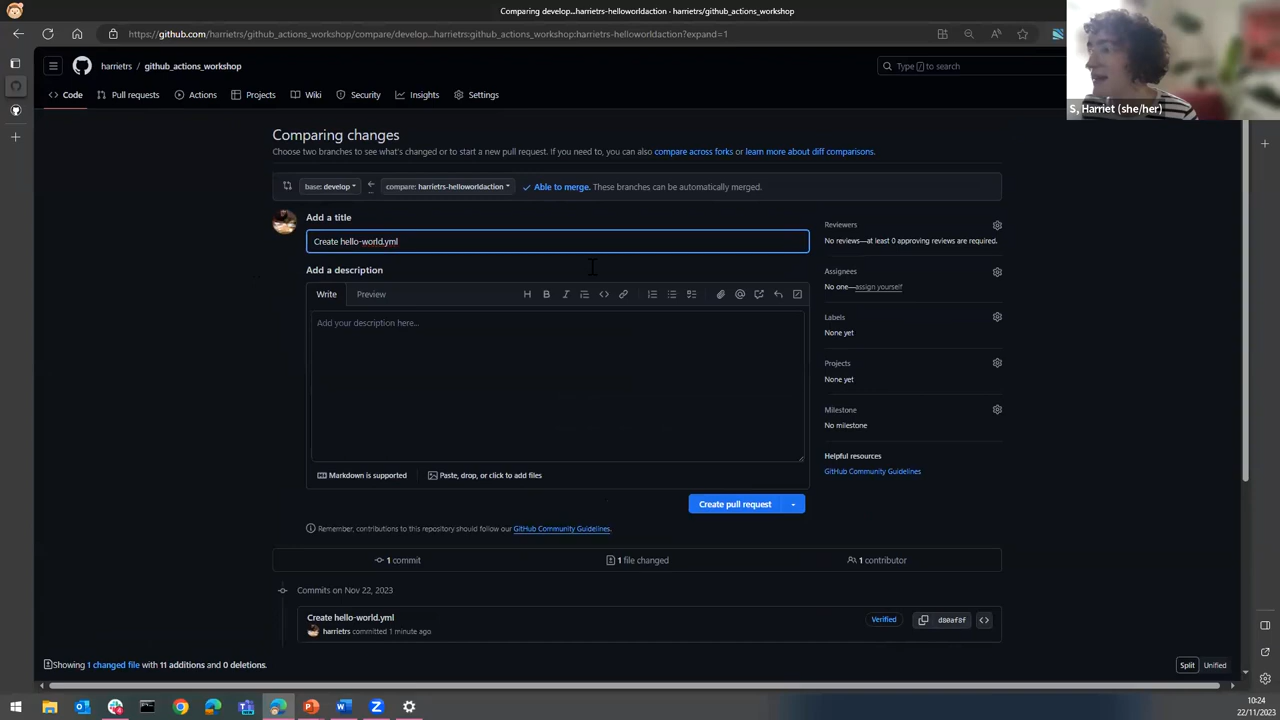 Comparing develop...harrietrs-helloworldaction - harrietrs/github_actions_workshop
https://github.com/harrietrs/github_actions_workshop/compare/develop...harrietrs:github_actions_workshop:harrietrs-helloworldaction?expand=1
harrietrs / github_actions_workshop
Type / to search
S, Harriet (she/her)
Code Pull requests Actions Projects Wiki Security Insights Settings
Comparing changes
Choose two branches to see what's changed or to start a new pull request. If you need to, you can also compare across forks or learn more about diff comparisons.
base: develop compare: harrietrs-helloworldaction Able to merge. These branches can be automatically merged.
Add a title
Create hello-world.yml
Add a description
Write Preview
Add your description here...
Markdown is supported Paste, drop, or click to add files
Create pull request
Remember, contributions to this repository should follow our GitHub Community Guidelines.
Reviewers
No reviews—at least 0 approving reviews are required.
Assignees
No one—assign yourself
Labels
None yet
Projects
None yet
Milestone
No milestone
Helpful resources
GitHub Community Guidelines
1 commit 1 file changed 1 contributor
Commits on Nov 22, 2023
Create hello-world.yml
harrietrs committed 1 minute ago
Verified d80af8f
Showing 1 changed file with 11 additions and 0 deletions.
Split Unified
10:24
22/11/2023